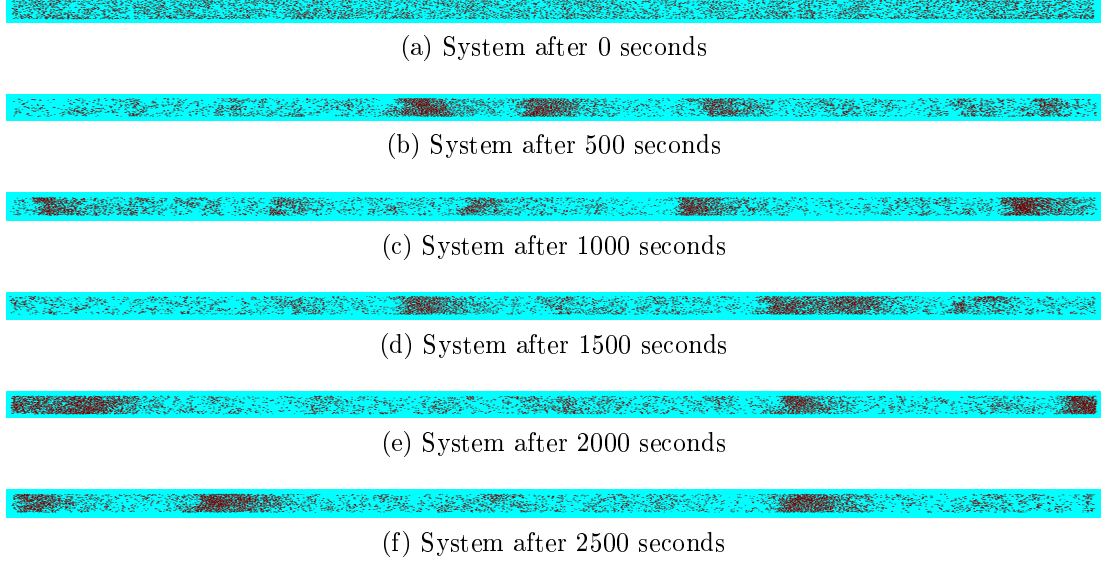 (a) System after 0 seconds
(b) System after 500 seconds
(c) System after 1000 seconds
(d) System after 1500 seconds
(e) System after 2000 seconds
(f) System after 2500 seconds